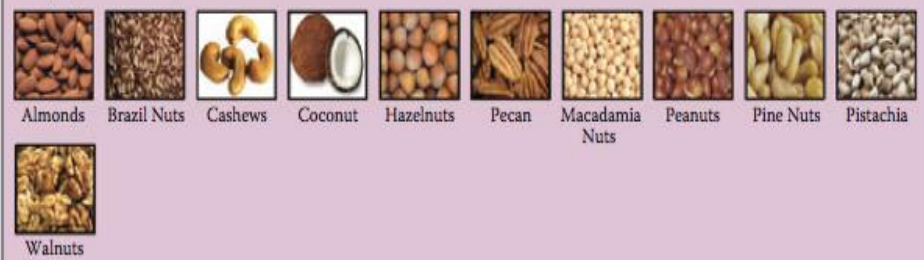 Almonds Brazil Nuts Cashews Coconut Hazelnuts Pecan Macadamia Peanuts Pine Nuts Pistachia
Nuts
Walnuts